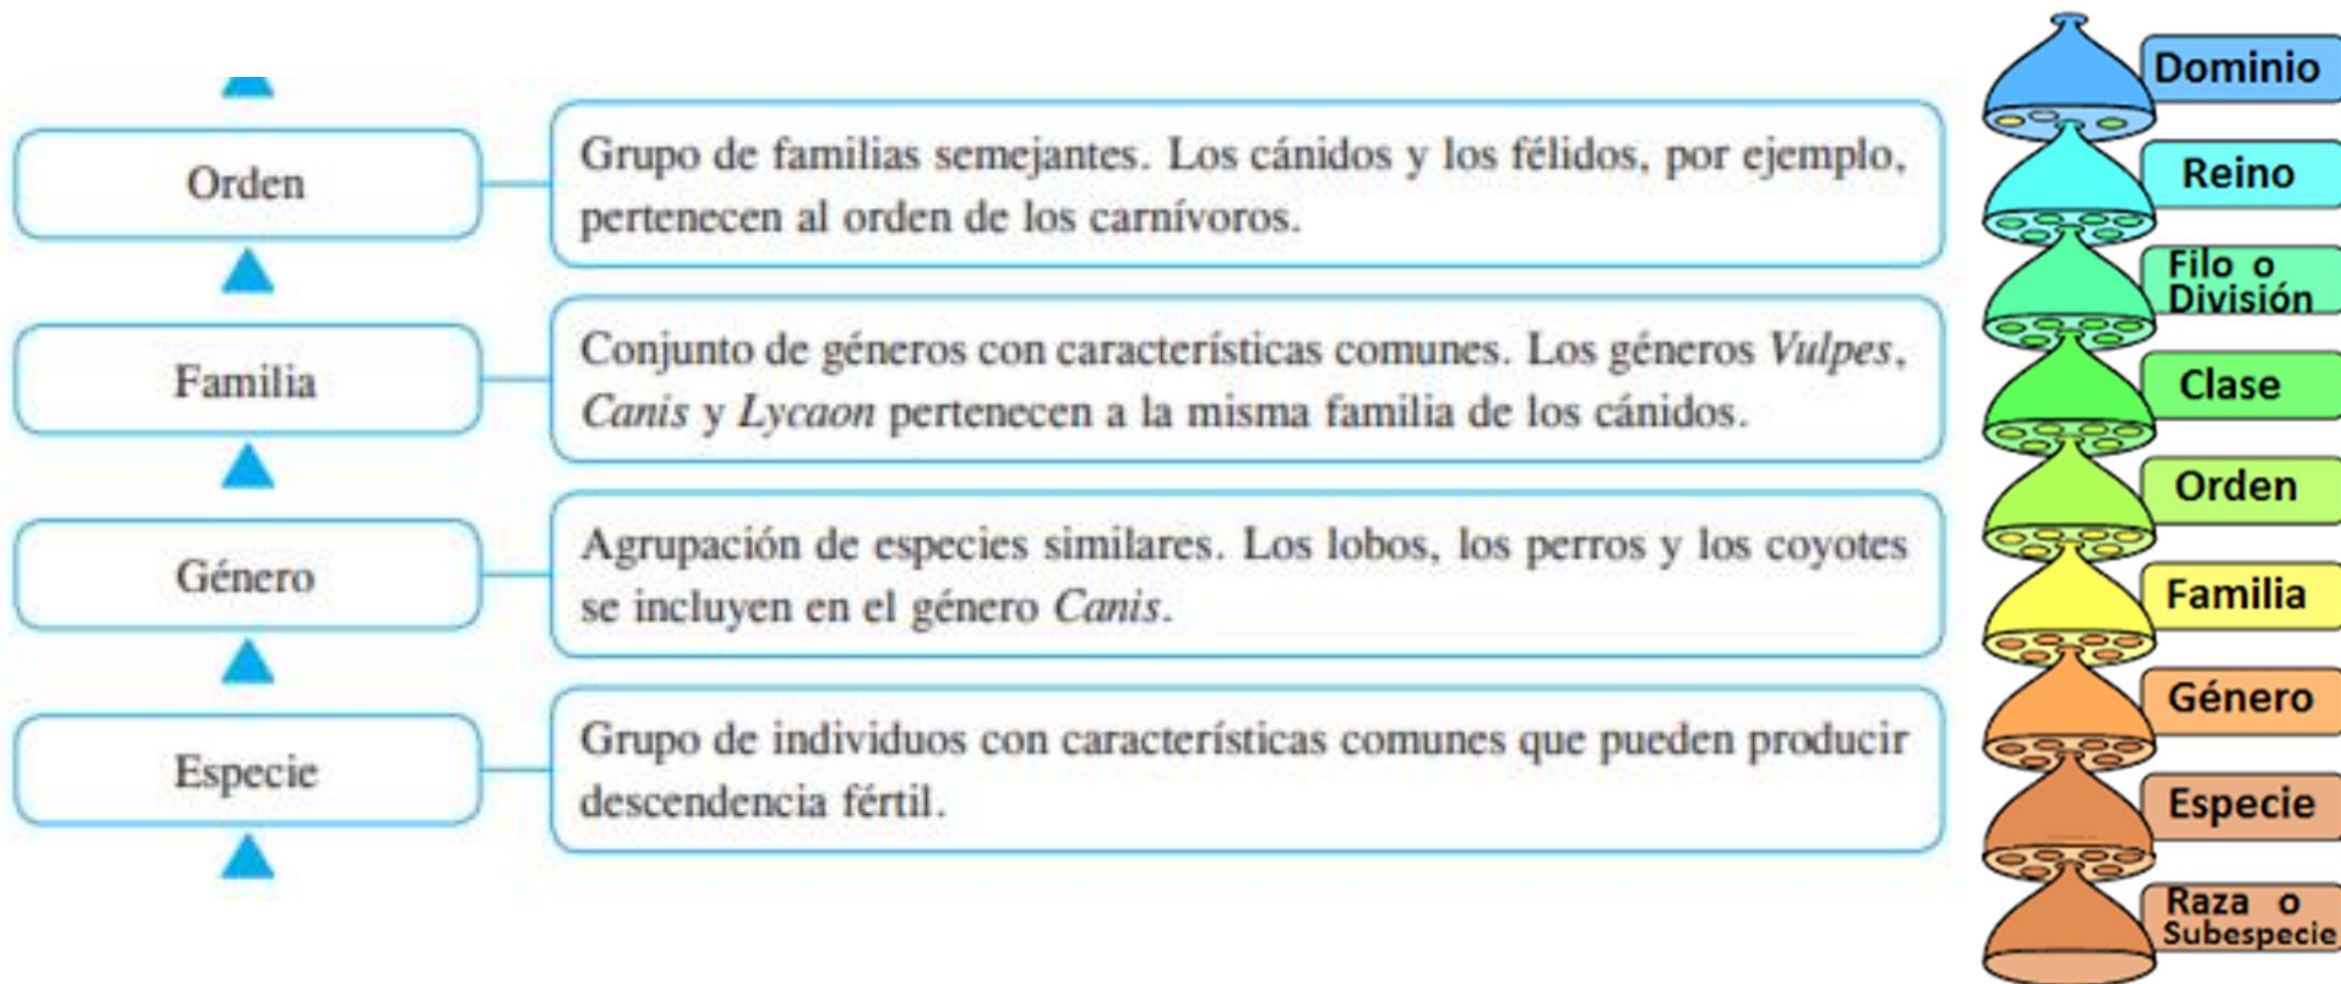 Orden
Grupo de familias semejantes. Los cánidos y los félidos, por ejemplo,
pertenecen al orden de los carnívoros.
Familia
Conjunto de géneros con características comunes. Los géneros Vulpes,
Canis y Lycaon pertenecen a la misma familia de los cánidos.
Género
Agrupación de especies similares. Los lobos, los perros y los coyotes
se incluyen en el género Canis.
Especie
Grupo de individuos con características comunes que pueden producir
descendencia fértil.
Dominio
Reino
Filo o
División
Clase
Orden
Familia
Género
Especie
Raza o
Subespecie